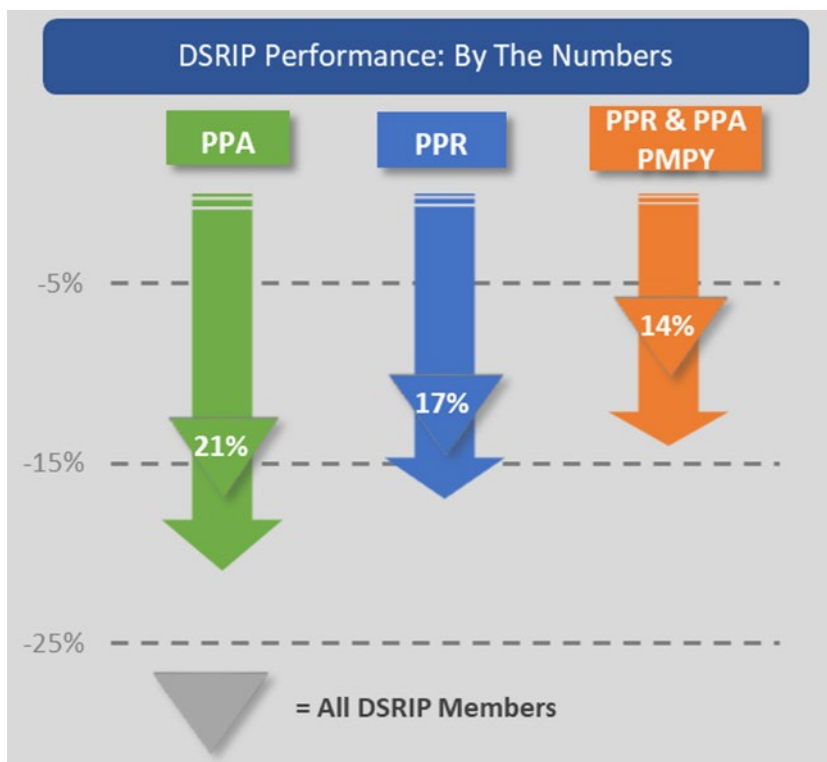 DSRIP Performance: By The Numbers
PPA
PPR
PPR & PPA
PMPY
-5%
14%
17%
21%
-15%
-25%
= All DSRIP Members